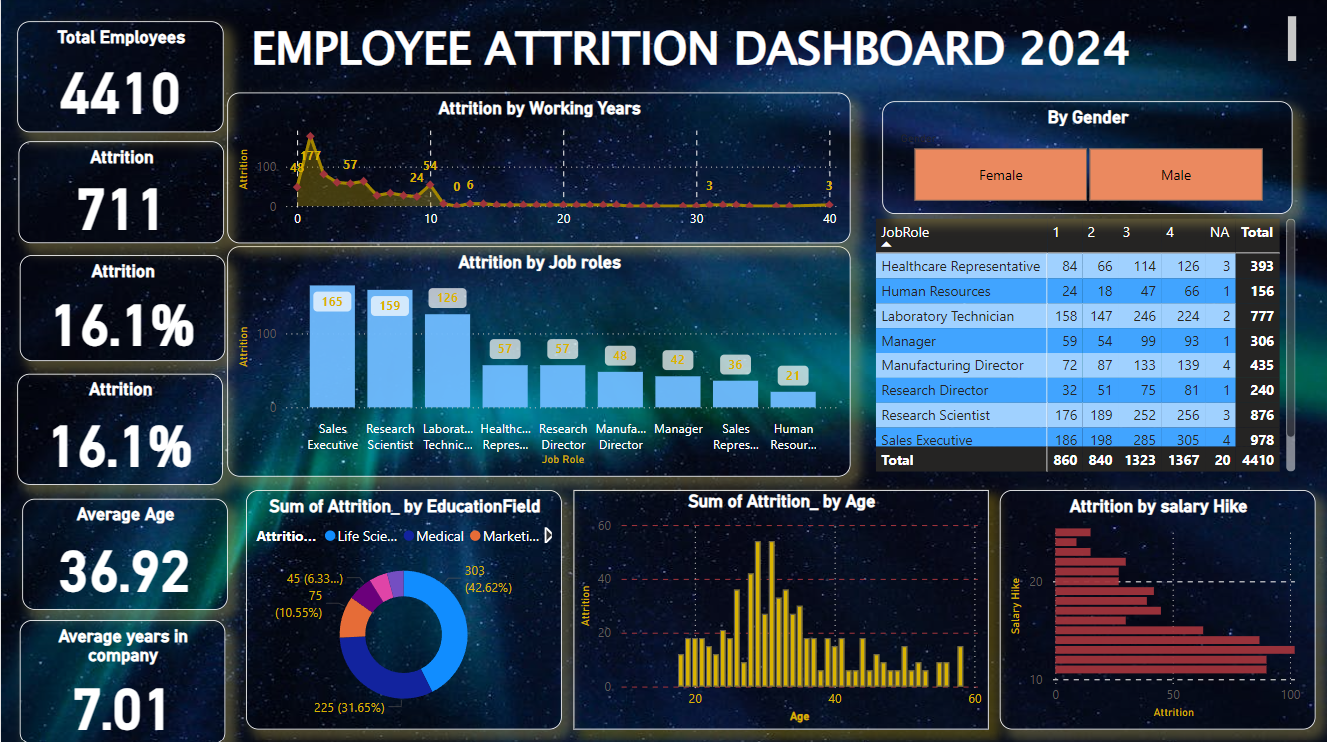 EMPLOYEE ATTRITION DASHBOARD 2024
Total Employees
4410
Attrition
711
Attrition
16.1%
Attrition
16.1%
Average Age
36.92
Average years in
company
7.01
Attrition by Working Years
Attrition
100
0
48
177
57
24
54
0
6
3
3
0
10
20
30
40
By Gender
Female
Male
Attrition by Job roles
Attrition
100
0
165
159
126
57
57
48
42
36
21
Sales
Executive
Research
Scientist
Laborat...
Technic...
Healthc...
Repres...
Research
Director
Manufa...
Director
Manager
Sales
Repres...
Human
Resour...
Job Role
JobRole 1 2 3 4 NA Total
Healthcare Representative 84 66 114 126 3 393
Human Resources 24 18 47 66 1 156
Laboratory Technician 158 147 246 224 2 777
Manager 59 54 99 93 1 306
Manufacturing Director 72 87 133 139 4 435
Research Director 32 51 75 81 1 240
Research Scientist 176 189 252 256 3 876
Sales Executive 186 198 285 305 4 978
Total 860 840 1323 1367 20 4410
Sum of Attrition_ by EducationField
Attritio... Life Scie... Medical Marketi...
303
(42.62%)
225 (31.65%)
75
(10.55%)
45 (6.33...)
Sum of Attrition_ by Age
Attrition
60
40
20
0
20
40
60
Age
Attrition by salary Hike
Salary Hike
20
10
0
50
100
Attrition